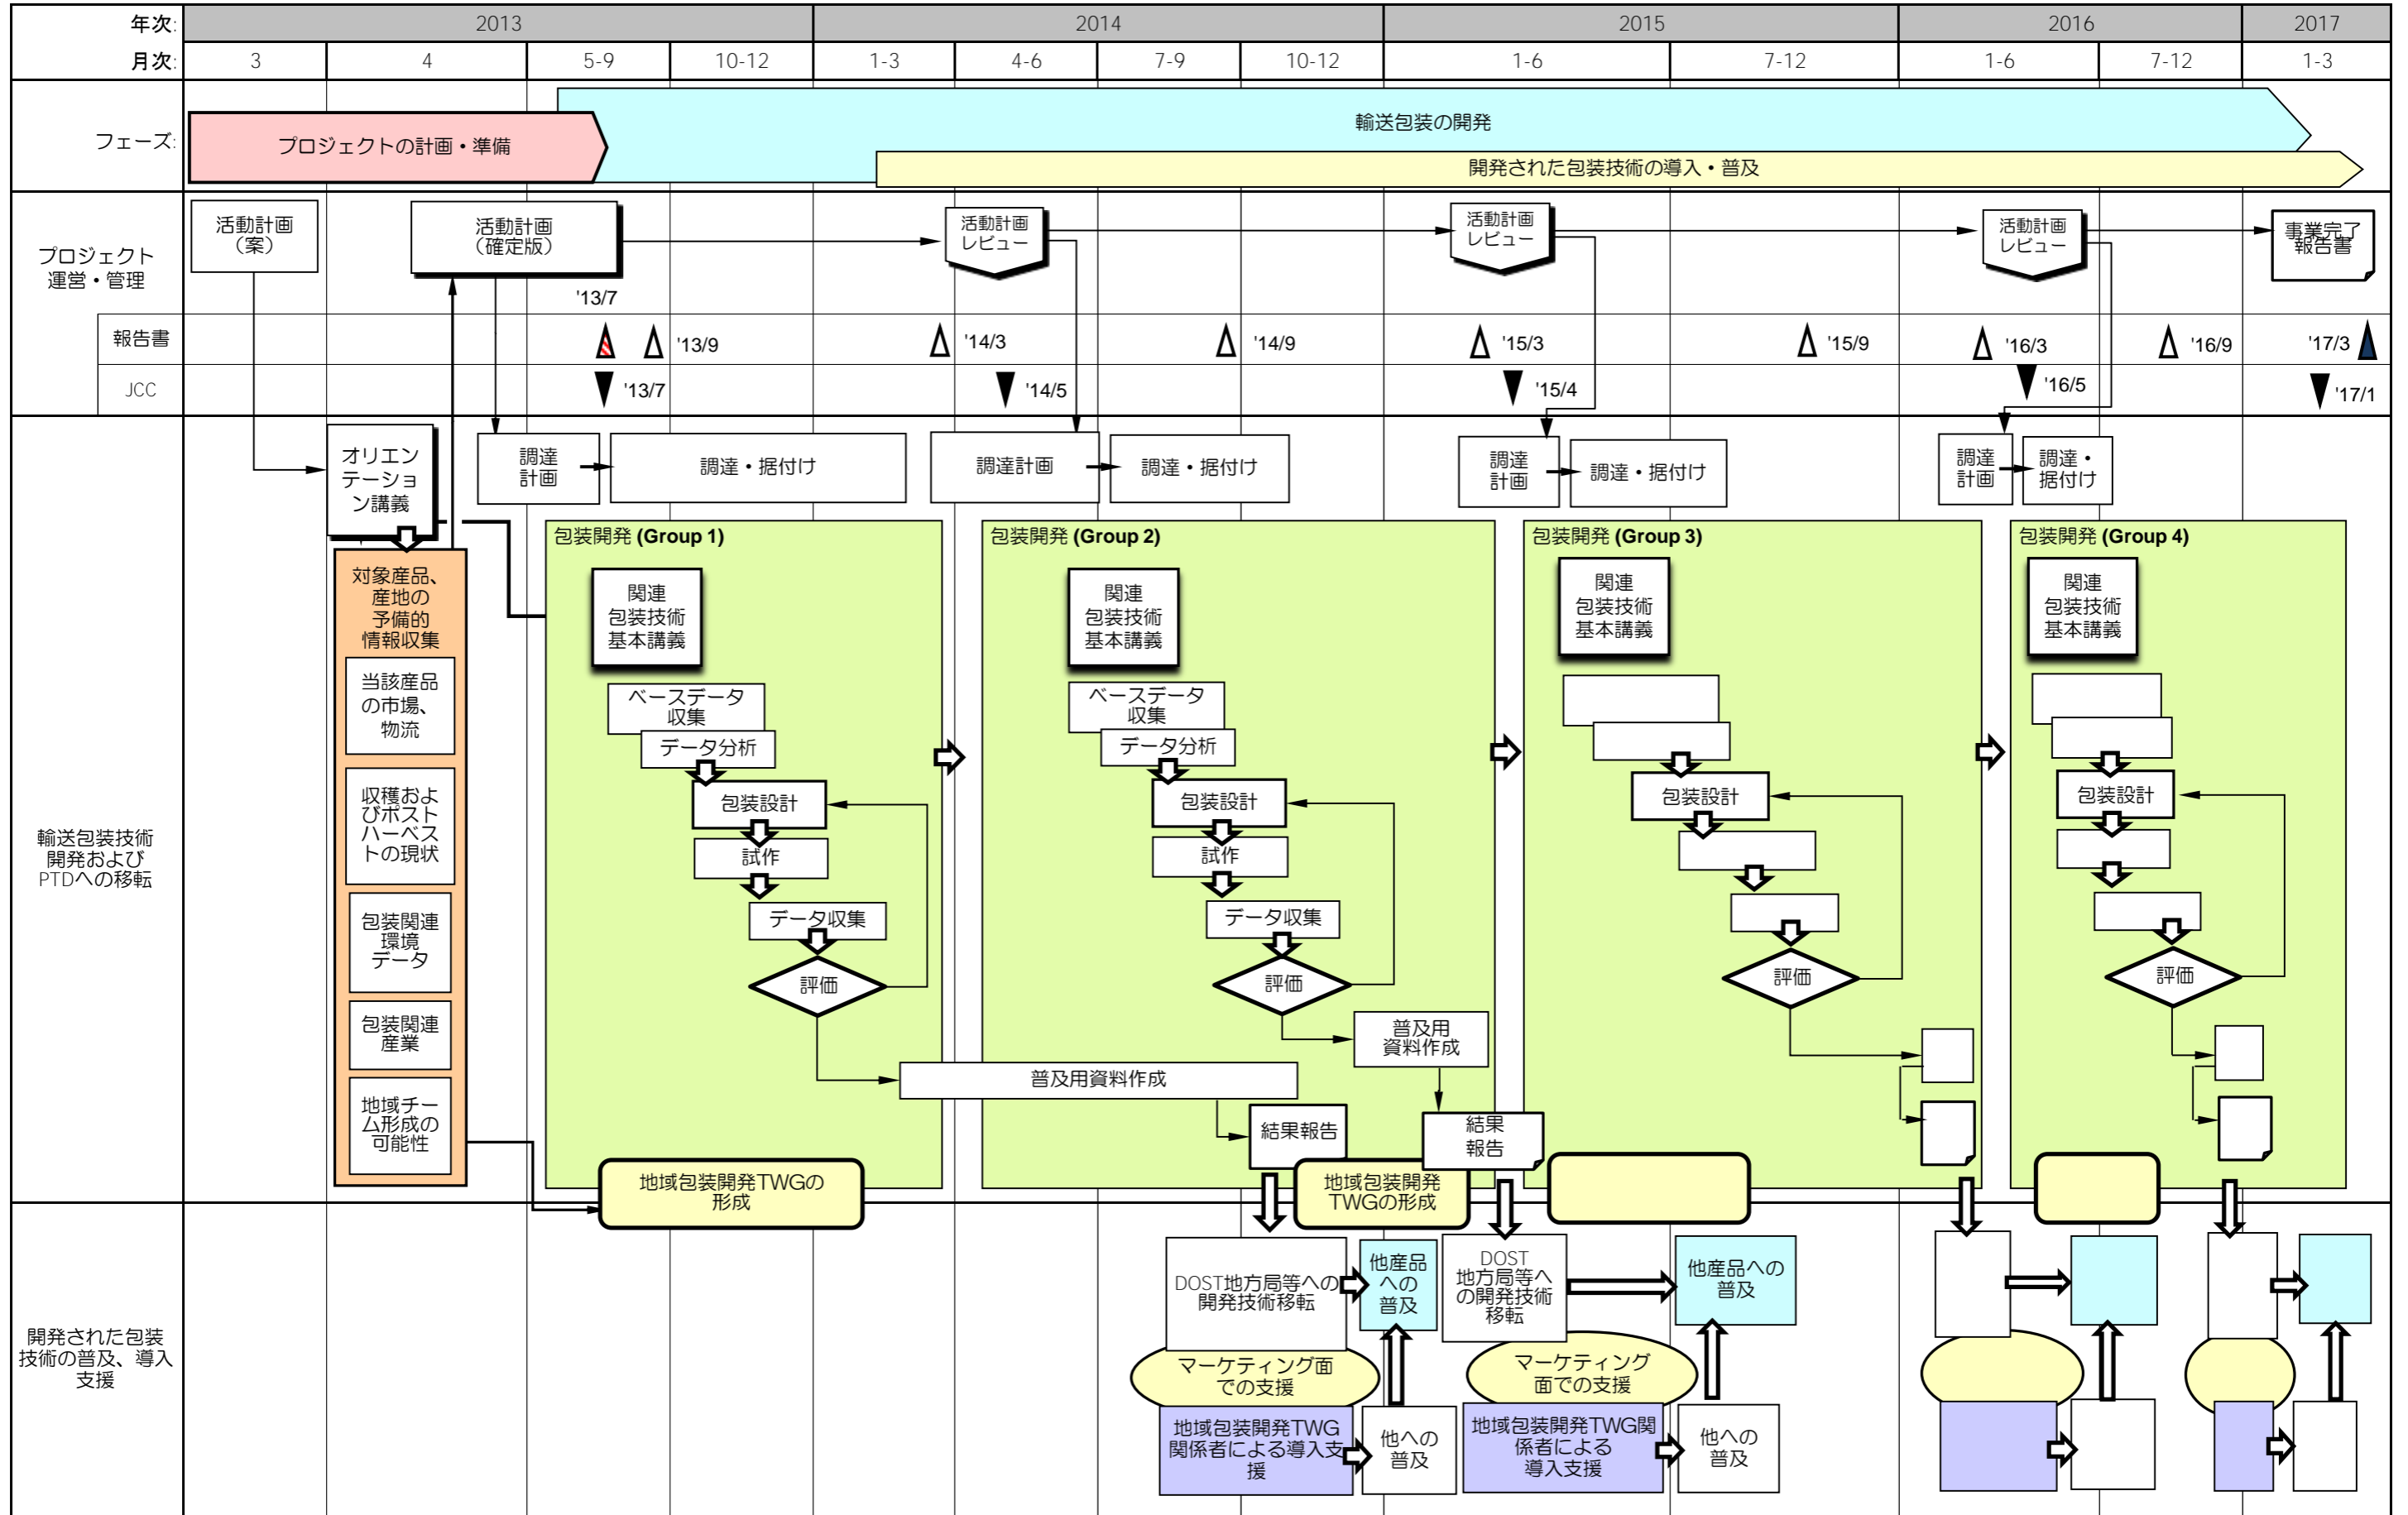 年次:
2013
2014
2015
2016
2017
月次:
3
4
5-9
10-12
1-3
4-6
7-9
10-12
1-6
7-12
1-6
7-12
1-3
フェーズ:
プロジェクトの計画・準備
輸送包装の開発
開発された包装技術の導入・普及
プロジェクト
運営・管理
活動計画
（案）
活動計画
（確定版）
活動計画
レビュー
活動計画
レビュー
活動計画
レビュー
事業完了
報告書
報告書
'13/7
'13/9
'14/3
'14/9
'15/3
'15/9
'16/3
'16/9
'17/3
JCC
'13/7
'14/5
'15/4
'16/5
'17/1
輸送包装技術
開発および
PTDへの移転
オリエン
テーショ
ン講義
調達
計画
調達・据付け
調達計画
調達・据付け
調達
計画
調達・据付け
調達
計画
調達・
据付け
対象産品、
産地の
予備的
情報収集
当該産品
の市場、
物流
収穫およ
びポスト
ハーベス
トの現状
包装関連
環境
データ
包装関連
産業
地域チー
ム形成の
可能性
包装開発 (Group 1)
関連
包装技術
基本講義
ベースデータ
収集
データ分析
包装設計
試作
データ収集
評価
普及用資料作成
結果報告
地域包装開発TWGの
形成
包装開発 (Group 2)
関連
包装技術
基本講義
ベースデータ
収集
データ分析
包装設計
試作
データ収集
評価
普及用
資料作成
結果
報告
地域包装開発
TWGの形成
包装開発 (Group 3)
関連
包装技術
基本講義
包装設計
評価
包装開発 (Group 4)
関連
包装技術
基本講義
包装設計
評価
開発された包装
技術の普及、導入
支援
DOST地方局等への
開発技術移転
他産品
への
普及
マーケティング面
での支援
地域包装開発TWG
関係者による導入支
援
他への
普及
DOST
地方局等へ
の開発技術
移転
他産品への
普及
マーケティング
面での支援
地域包装開発TWG関
係者による
導入支援
他への
普及